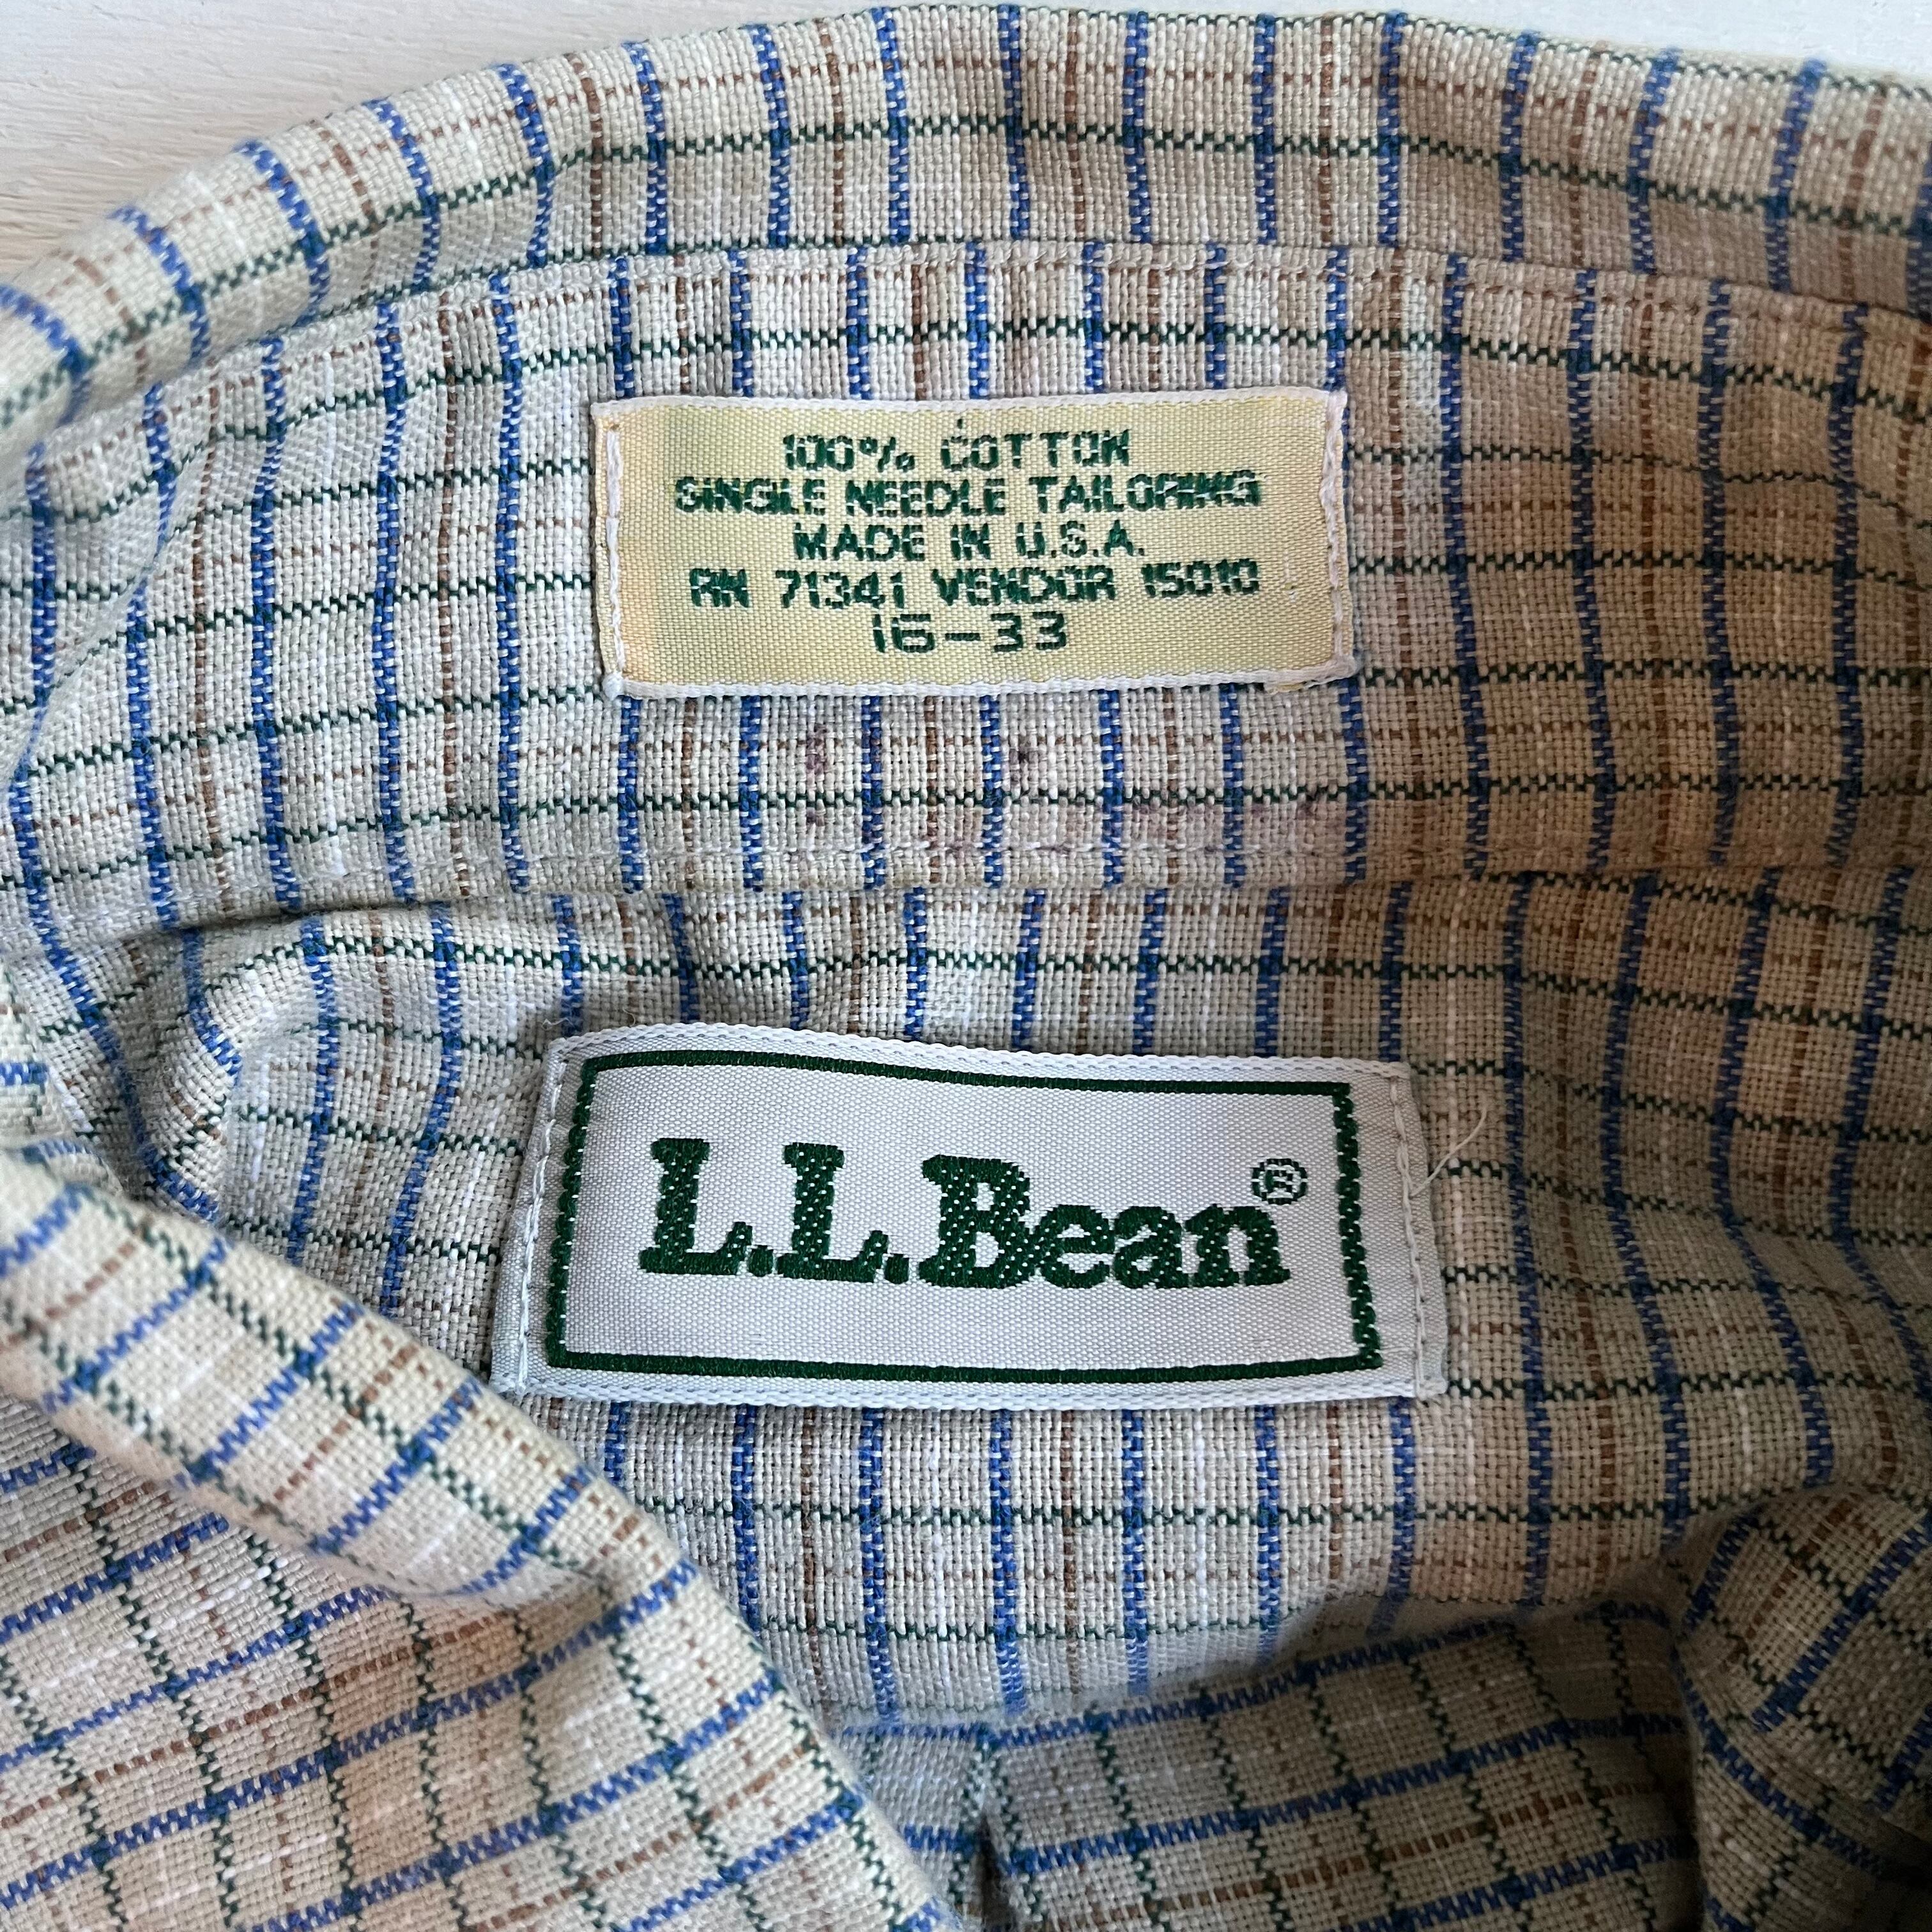 100% COTTON
SINGLE NEEDLE TAILORING
MADE IN U.S.A.
RN 71341 VENDOR 15010
16-33
L.L.Bean®